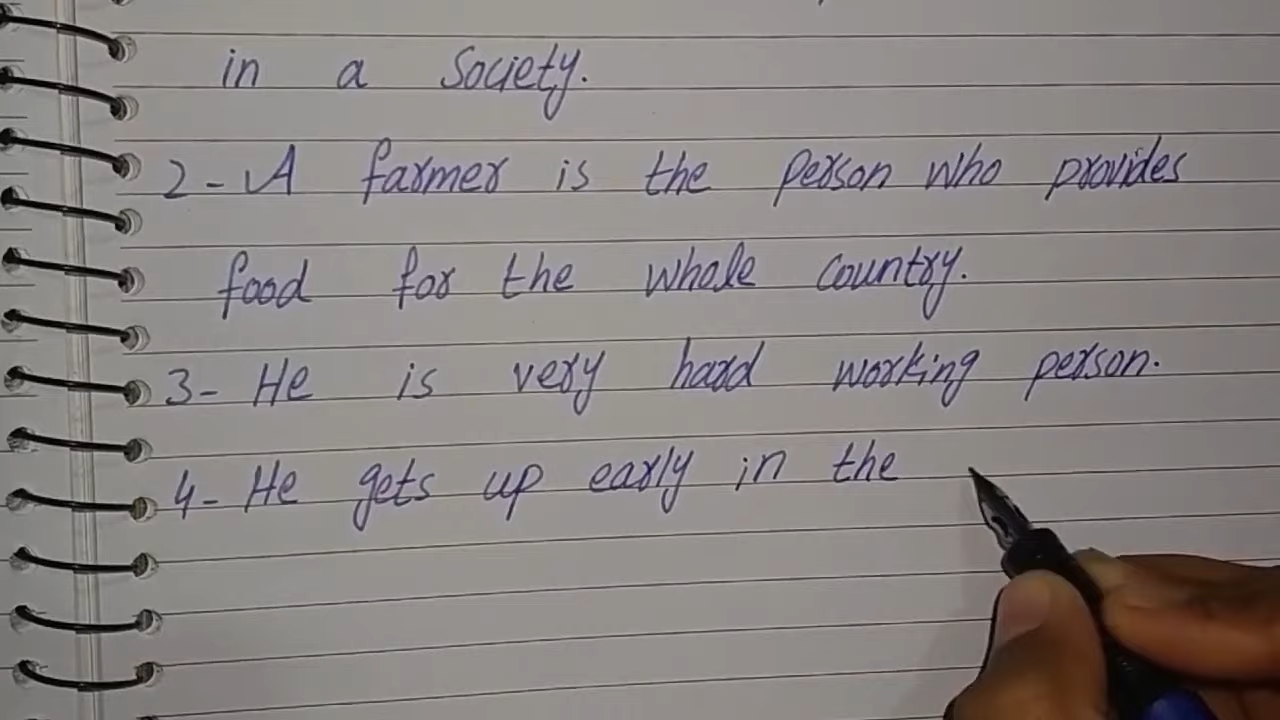 in a Society.
2- A farmer is the person who provides
food for the whole country.
3- He is very hard working person.
4- He gets up early in the